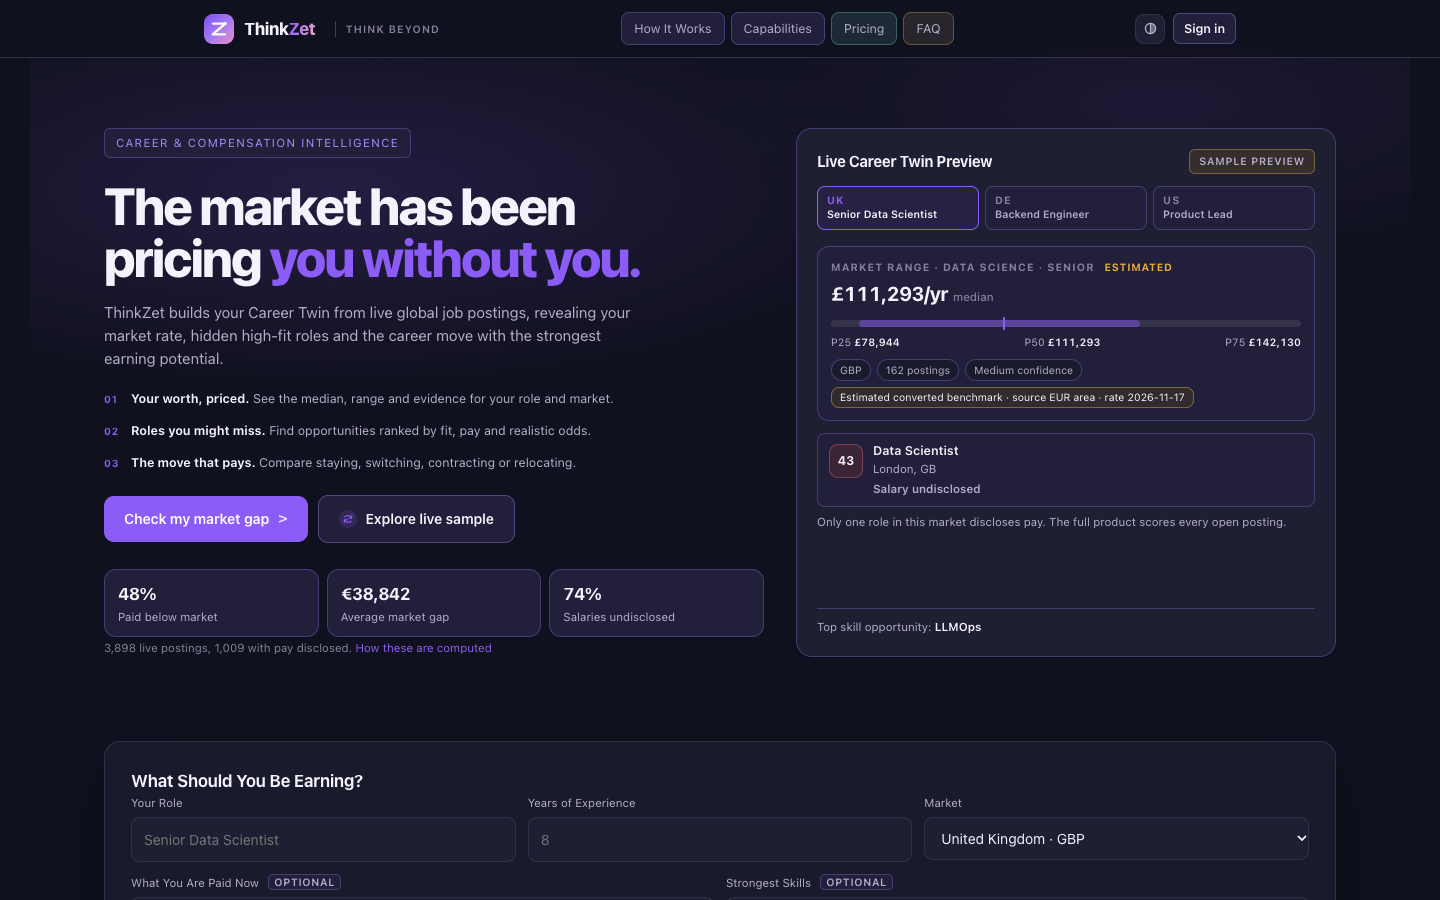 ThinkZet
THINK BEYOND
How It Works
Capabilities
Pricing
FAQ
Sign in
CAREER & COMPENSATION INTELLIGENCE
The market has been
pricing you without you.
ThinkZet builds your Career Twin from live global job postings, revealing your
market rate, hidden high-fit roles and the career move with the strongest
earning potential.
01 Your worth, priced. See the median, range and evidence for your role and market.
02 Roles you might miss. Find opportunities ranked by fit, pay and realistic odds.
03 The move that pays. Compare staying, switching, contracting or relocating.
Check my market gap >
Explore live sample
48%
Paid below market
€38,842
Average market gap
74%
Salaries undisclosed
3,898 live postings, 1,009 with pay disclosed. How these are computed
Live Career Twin Preview
SAMPLE PREVIEW
UK
Senior Data Scientist
DE
Backend Engineer
US
Product Lead
MARKET RANGE · DATA SCIENCE · SENIOR ESTIMATED
£111,293/yr median
P25 £78,944
P50 £111,293
P75 £142,130
GBP
162 postings
Medium confidence
Estimated converted benchmark · source EUR area · rate 2026-11-17
43
Data Scientist
London, GB
Salary undisclosed
Only one role in this market discloses pay. The full product scores every open posting.
Top skill opportunity: LLMOps
What Should You Be Earning?
Your Role
Senior Data Scientist
Years of Experience
8
Market
United Kingdom · GBP
What You Are Paid Now OPTIONAL
Strongest Skills OPTIONAL